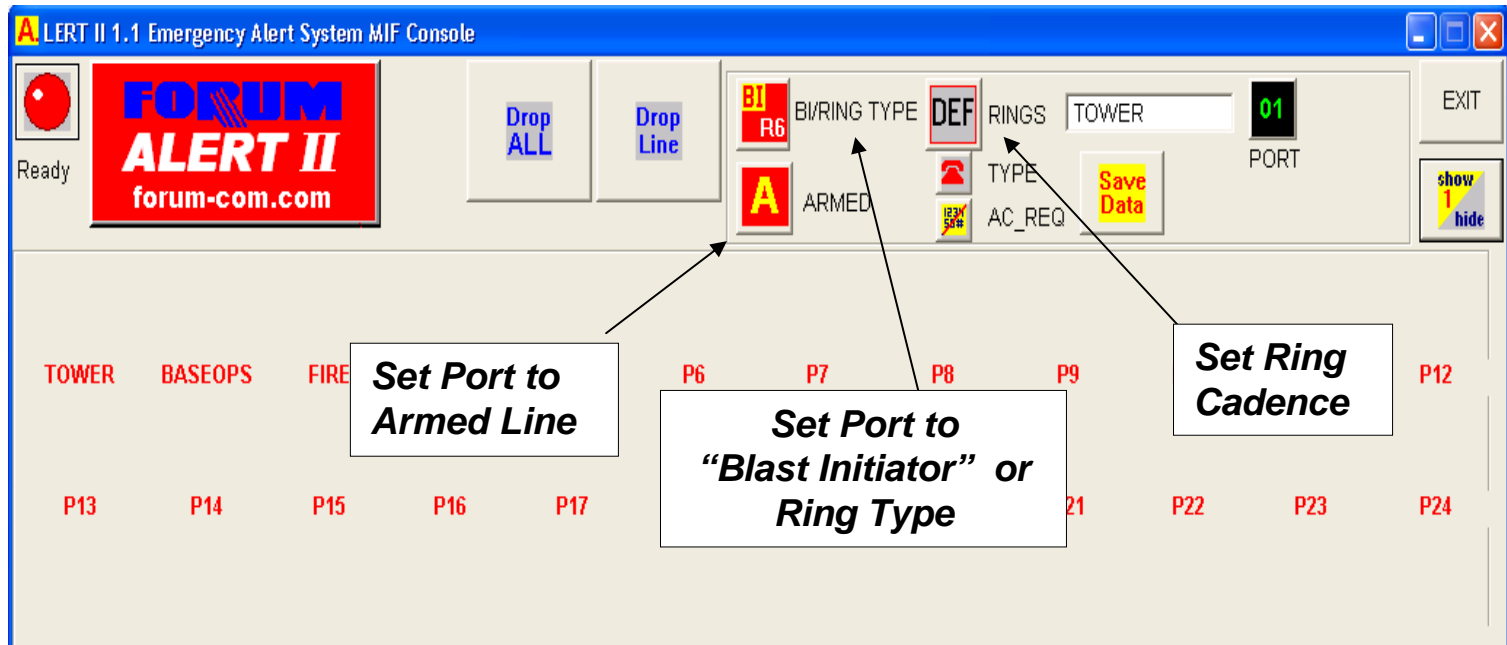 A. LERT II 1.1 Emergency Alert System MIF Console
Ready
FORUM
ALERT II
forum-com.com
Drop
ALL
Drop
Line
BI
R6
BI/RING TYPE
DEF
RINGS
TOWER
01
PORT
EXIT
A
ARMED
TYPE
AC_REQ
Save
Data
show
1
hide
TOWER BASEOPS FIRE P6 P7 P8 P9 P12
Set Port to
Armed Line
Set Port to
“Blast Initiator” or
Ring Type
Set Ring
Cadence
P13 P14 P15 P16 P17 21 P22 P23 P24